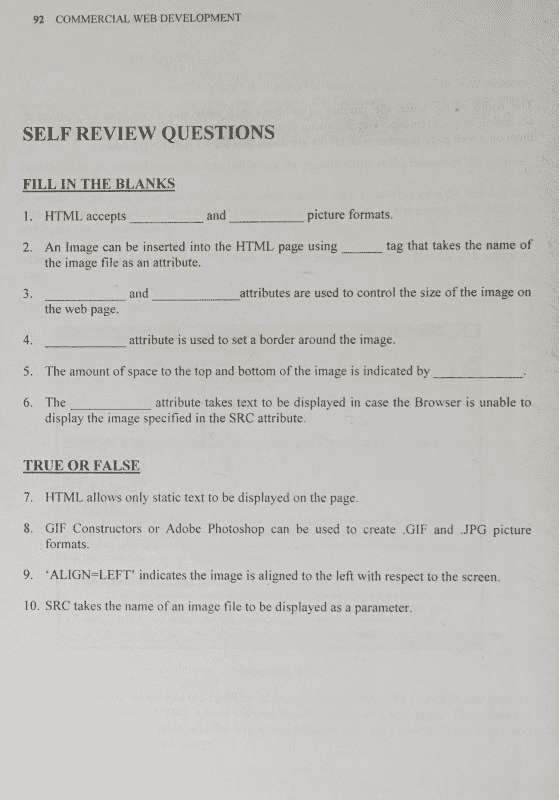 92 COMMERCIAL WEB DEVELOPMENT
SELF REVIEW QUESTIONS
FILL IN THE BLANKS
1. HTML accepts ___________ and ___________ picture formats.
2. An Image can be inserted into the HTML page using ______ tag that takes the name of
the image file as an attribute.
3. ____________ and _____________attributes are used to control the size of the image on
the web page.
4. ____________ attribute is used to set a border around the image.
5. The amount of space to the top and bottom of the image is indicated by _____________.
6. The ____________ attribute takes text to be displayed in case the Browser is unable to
display the image specified in the SRC attribute.
TRUE OR FALSE
7. HTML allows only static text to be displayed on the page.
8. GIF Constructors or Adobe Photoshop can be used to create .GIF and .JPG picture
formats.
9. ‘ALIGN=LEFT’ indicates the image is aligned to the left with respect to the screen.
10. SRC takes the name of an image file to be displayed as a parameter.